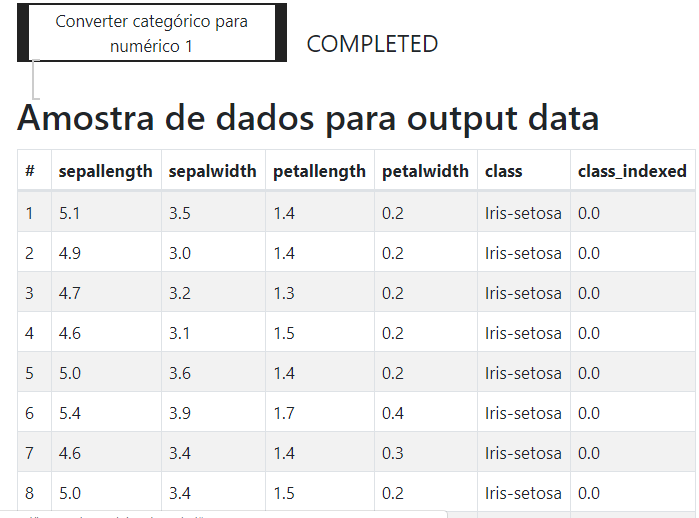 Converter categórico para
numérico 1
COMPLETED
Amostra de dados para output data
# sepallength sepalwidth petallength petalwidth class class_indexed
1 5.1 3.5 1.4 0.2 Iris-setosa 0.0
2 4.9 3.0 1.4 0.2 Iris-setosa 0.0
3 4.7 3.2 1.3 0.2 Iris-setosa 0.0
4 4.6 3.1 1.5 0.2 Iris-setosa 0.0
5 5.0 3.6 1.4 0.2 Iris-setosa 0.0
6 5.4 3.9 1.7 0.4 Iris-setosa 0.0
7 4.6 3.4 1.4 0.3 Iris-setosa 0.0
8 5.0 3.4 1.5 0.2 Iris-setosa 0.0